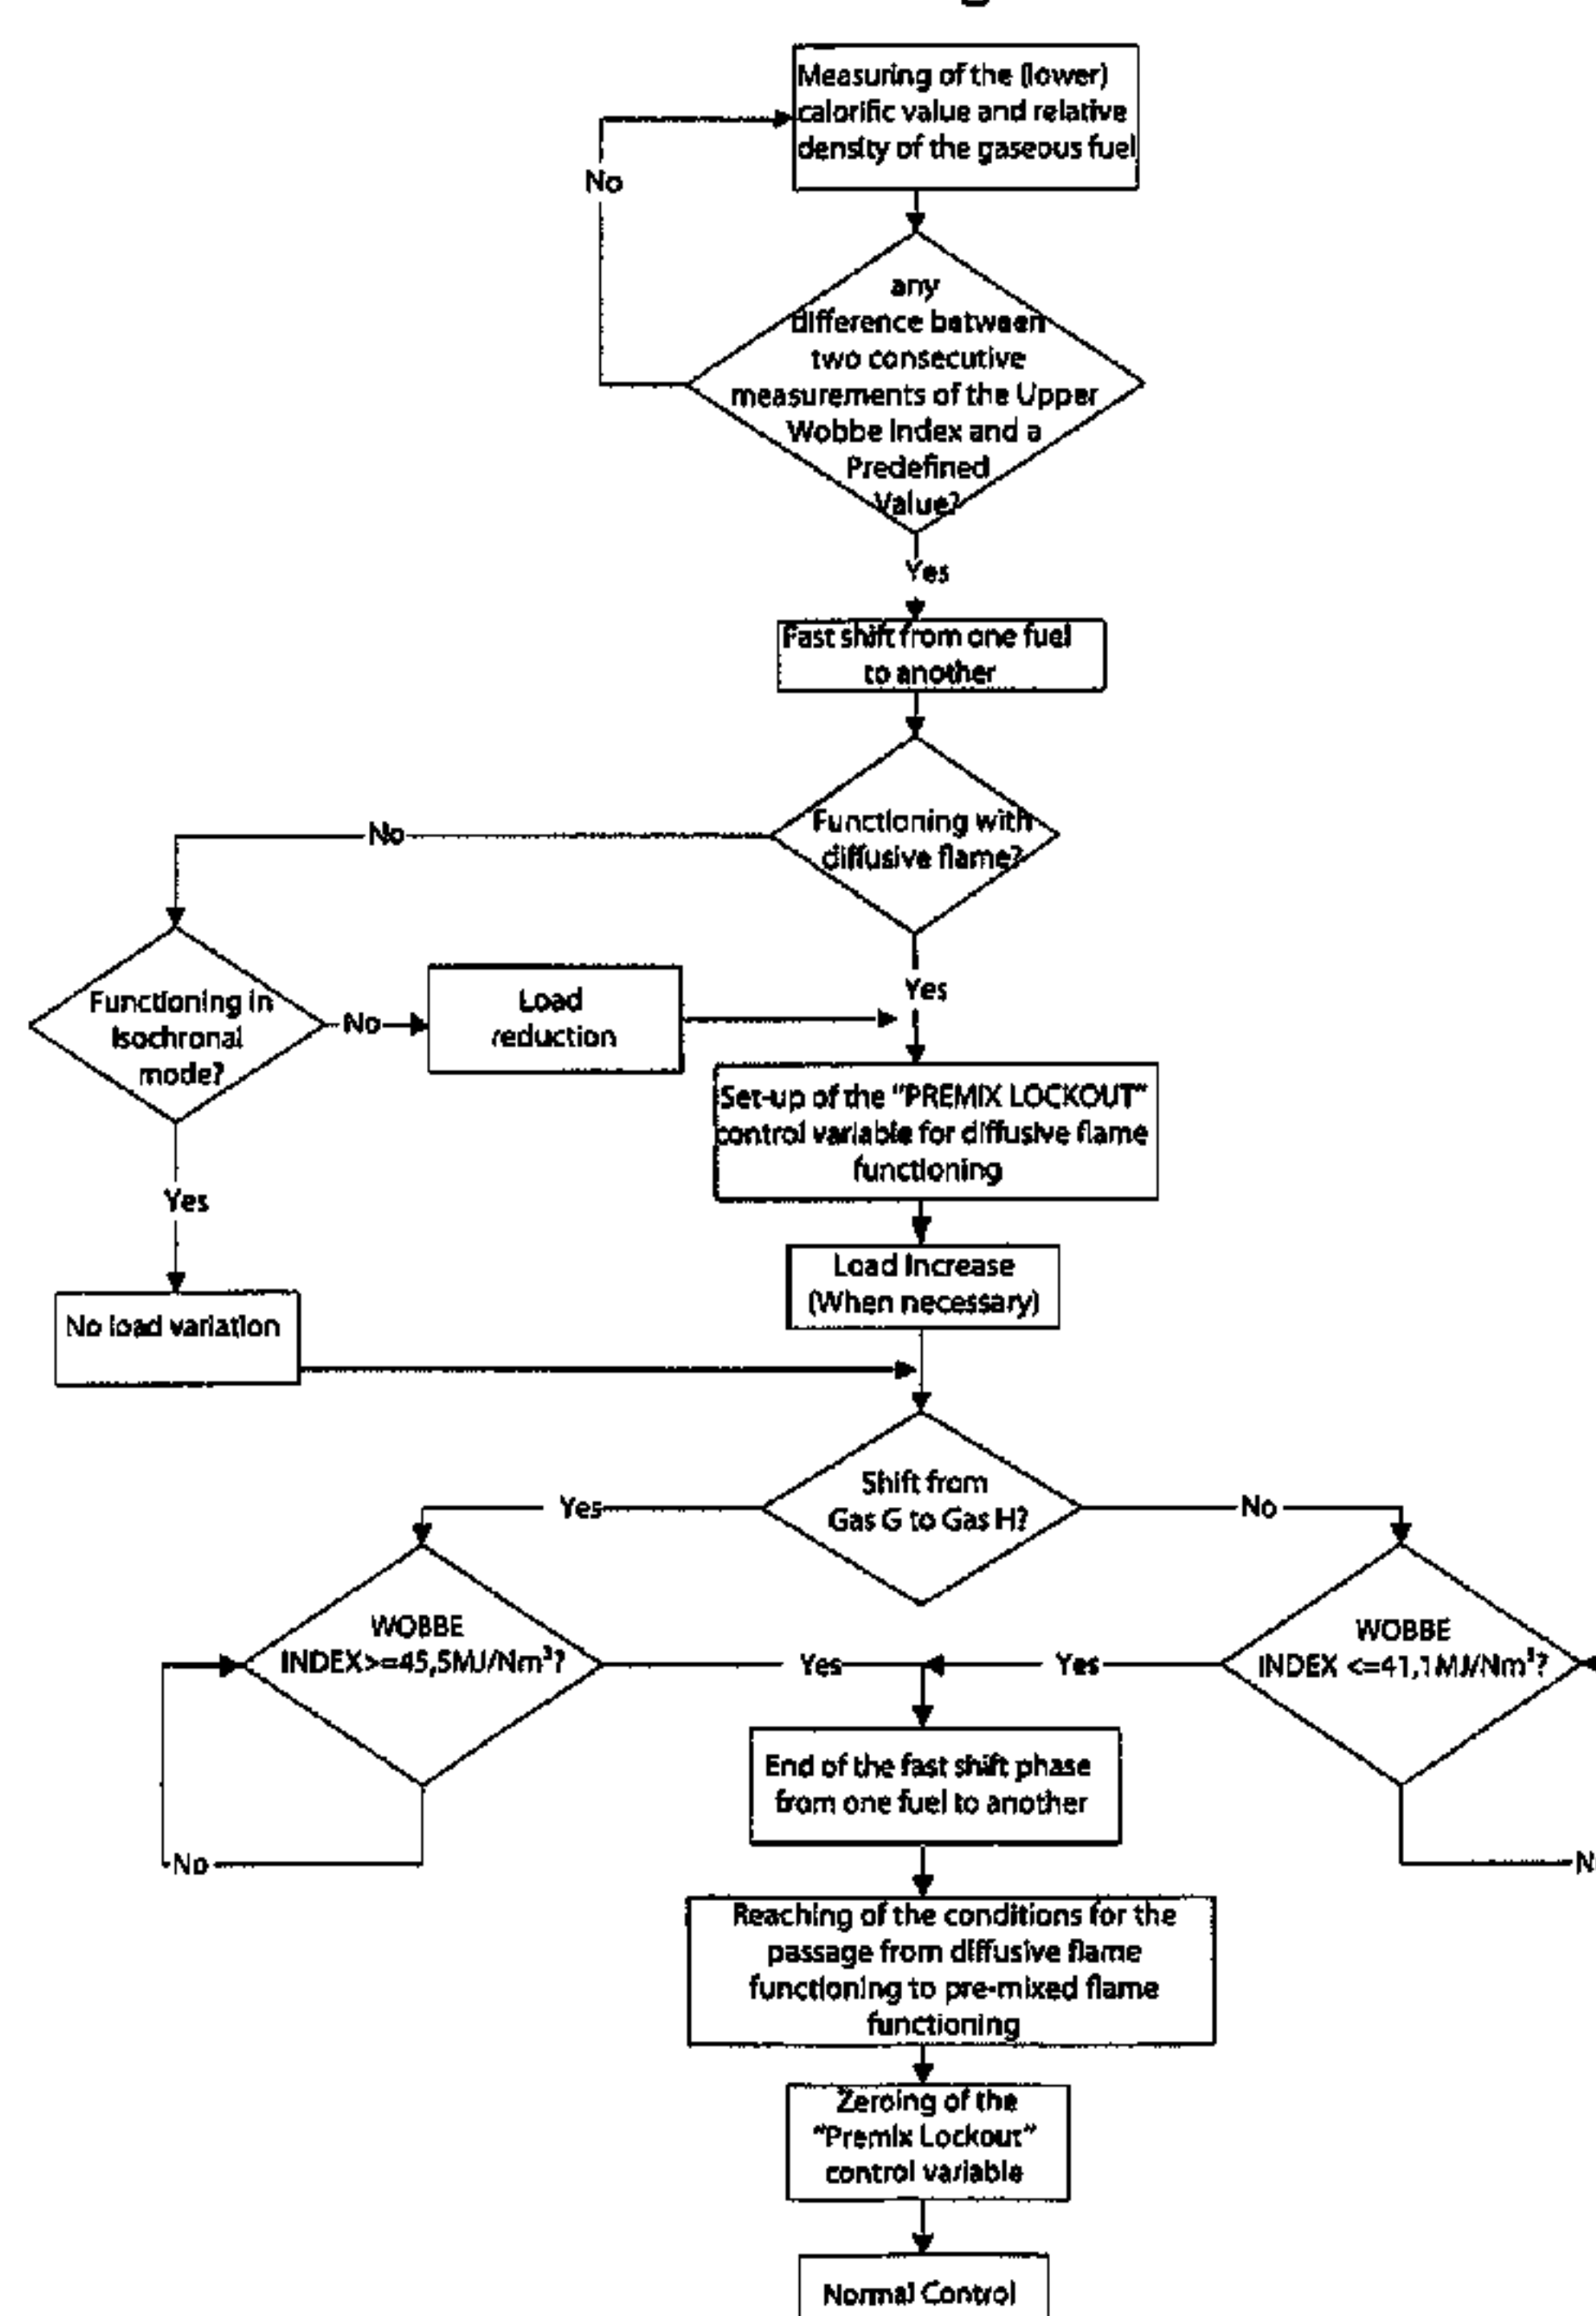 Measuring of the (lower)
calorific value and relative
density of the gaseous fuel
No
any
difference between
two consecutive
measurements of the Upper
Wobbe Index and a
Predefined
Value?
Yes
Fast shift from one fuel
to another
Functioning with
diffusive flame?
No
Yes
Functioning in
Isochronal
mode?
No
Load
reduction
Set-up of the "PREMIX LOCKOUT"
control variable for diffusive flame
functioning
Yes
Load Increase
(When necessary)
No load variation
Shift from
Gas G to Gas H?
Yes
No
WOBBE
INDEX>=45,5MJ/Nm³?
Yes
Yes
WOBBE
INDEX <=41,1MJ/Nm³?
No
End of the fast shift phase
from one fuel to another
Reaching of the conditions for the
passage from diffusive flame
functioning to pre-mixed flame
functioning
Zeroing of the
"Premix Lockout"
control variable
Normal Control